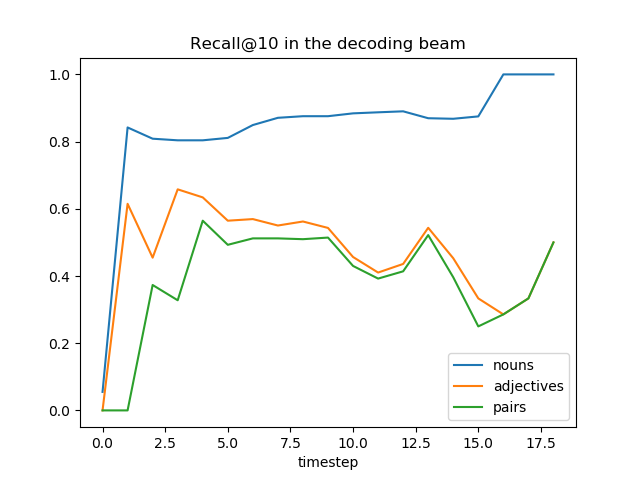 Recall@10 in the decoding beam
1.0
0.8
0.6
0.4
0.2
0.0
nouns
adjectives
pairs
0.0 2.5 5.0 7.5 10.0 12.5 15.0 17.5
timestep